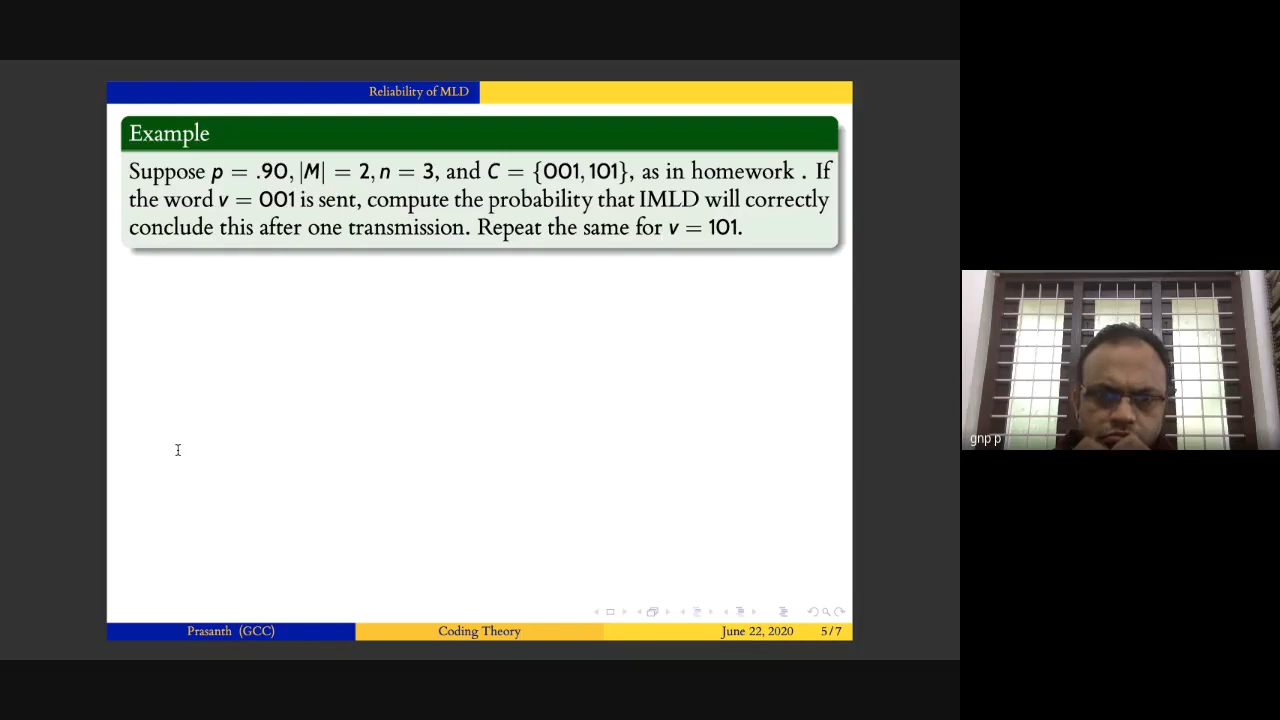 Reliability of MLD
Example
Suppose p = .90, |M| = 2, n = 3, and C = {001, 101}, as in homework . If
the word v = 001 is sent, compute the probability that IMLD will correctly
conclude this after one transmission. Repeat the same for v = 101.
gnp p
Prasanth (GCC) Coding Theory June 22, 2020 5/7